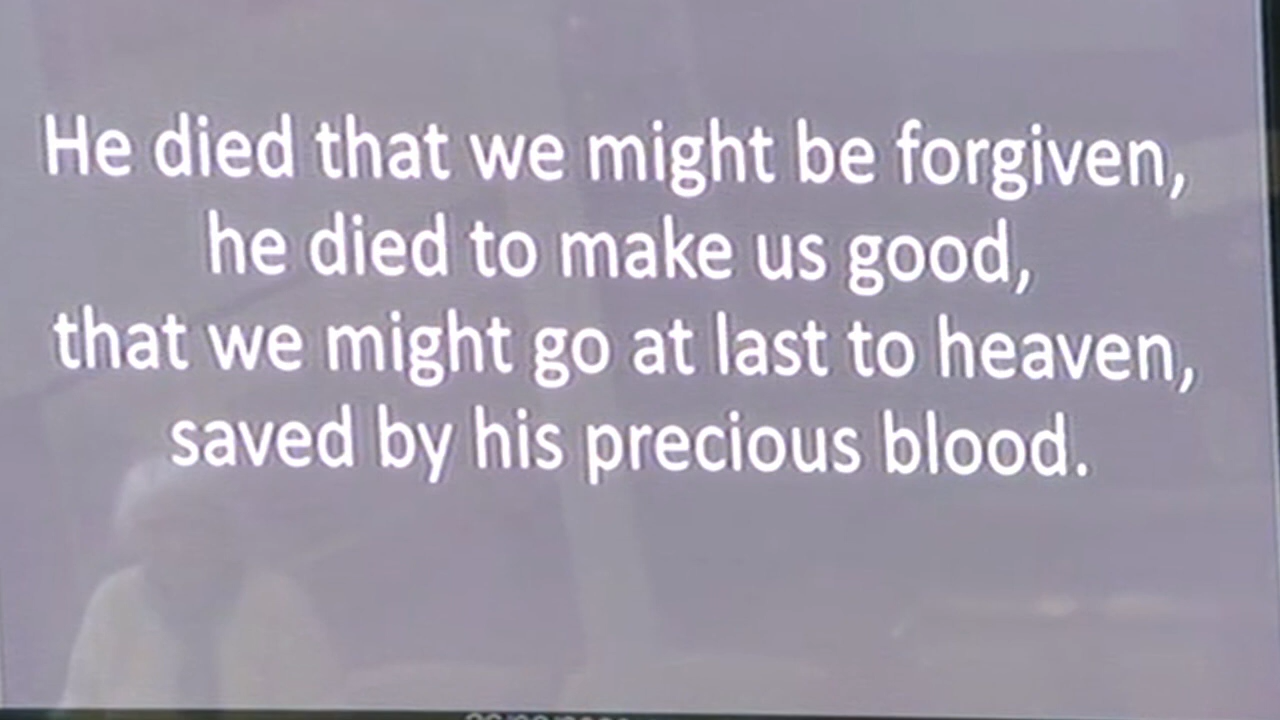 He died that we might be forgiven,
he died to make us good,
that we might go at last to heaven,
saved by his precious blood.